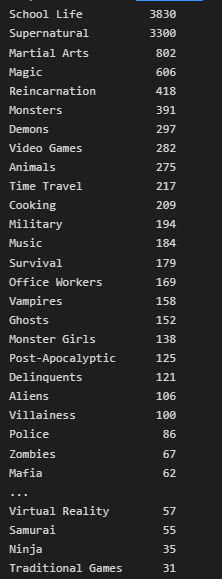 School Life 3830
Supernatural 3300
Martial Arts 802
Magic 606
Reincarnation 418
Monsters 391
Demons 297
Video Games 282
Animals 275
Time Travel 217
Cooking 209
Military 194
Music 184
Survival 179
Office Workers 169
Vampires 158
Ghosts 152
Monster Girls 138
Post-Apocalyptic 125
Delinquents 121
Aliens 106
Villainess 100
Police 86
Zombies 67
Mafia 62
...
Virtual Reality 57
Samurai 55
Ninja 35
Traditional Games 31